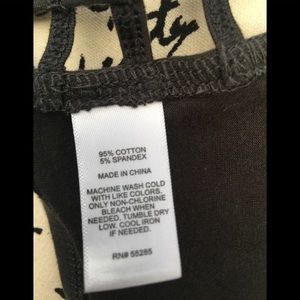 ty
95% COTTON
5% SPANDEX
MADE IN CHINA
MACHINE WASH COLD
WITH LIKE COLORS.
ONLY NON-CHLORINE
BLEACH WHEN
NEEDED. TUMBLE DRY
LOW. COOL IRON
IF NEEDED.
RN# 55285